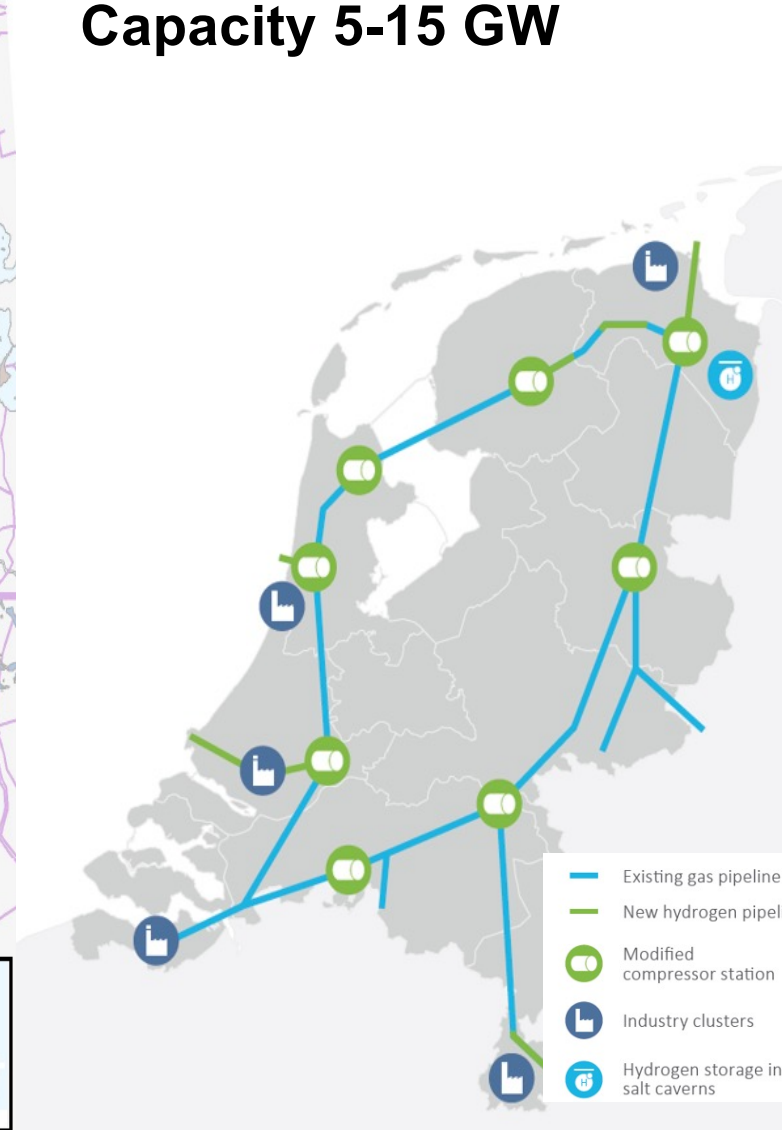 Capacity 5-15 GW
Existing gas pipeline
New hydrogen pipel
Modified
compressor station
Industry clusters
Hydrogen storage in
salt caverns